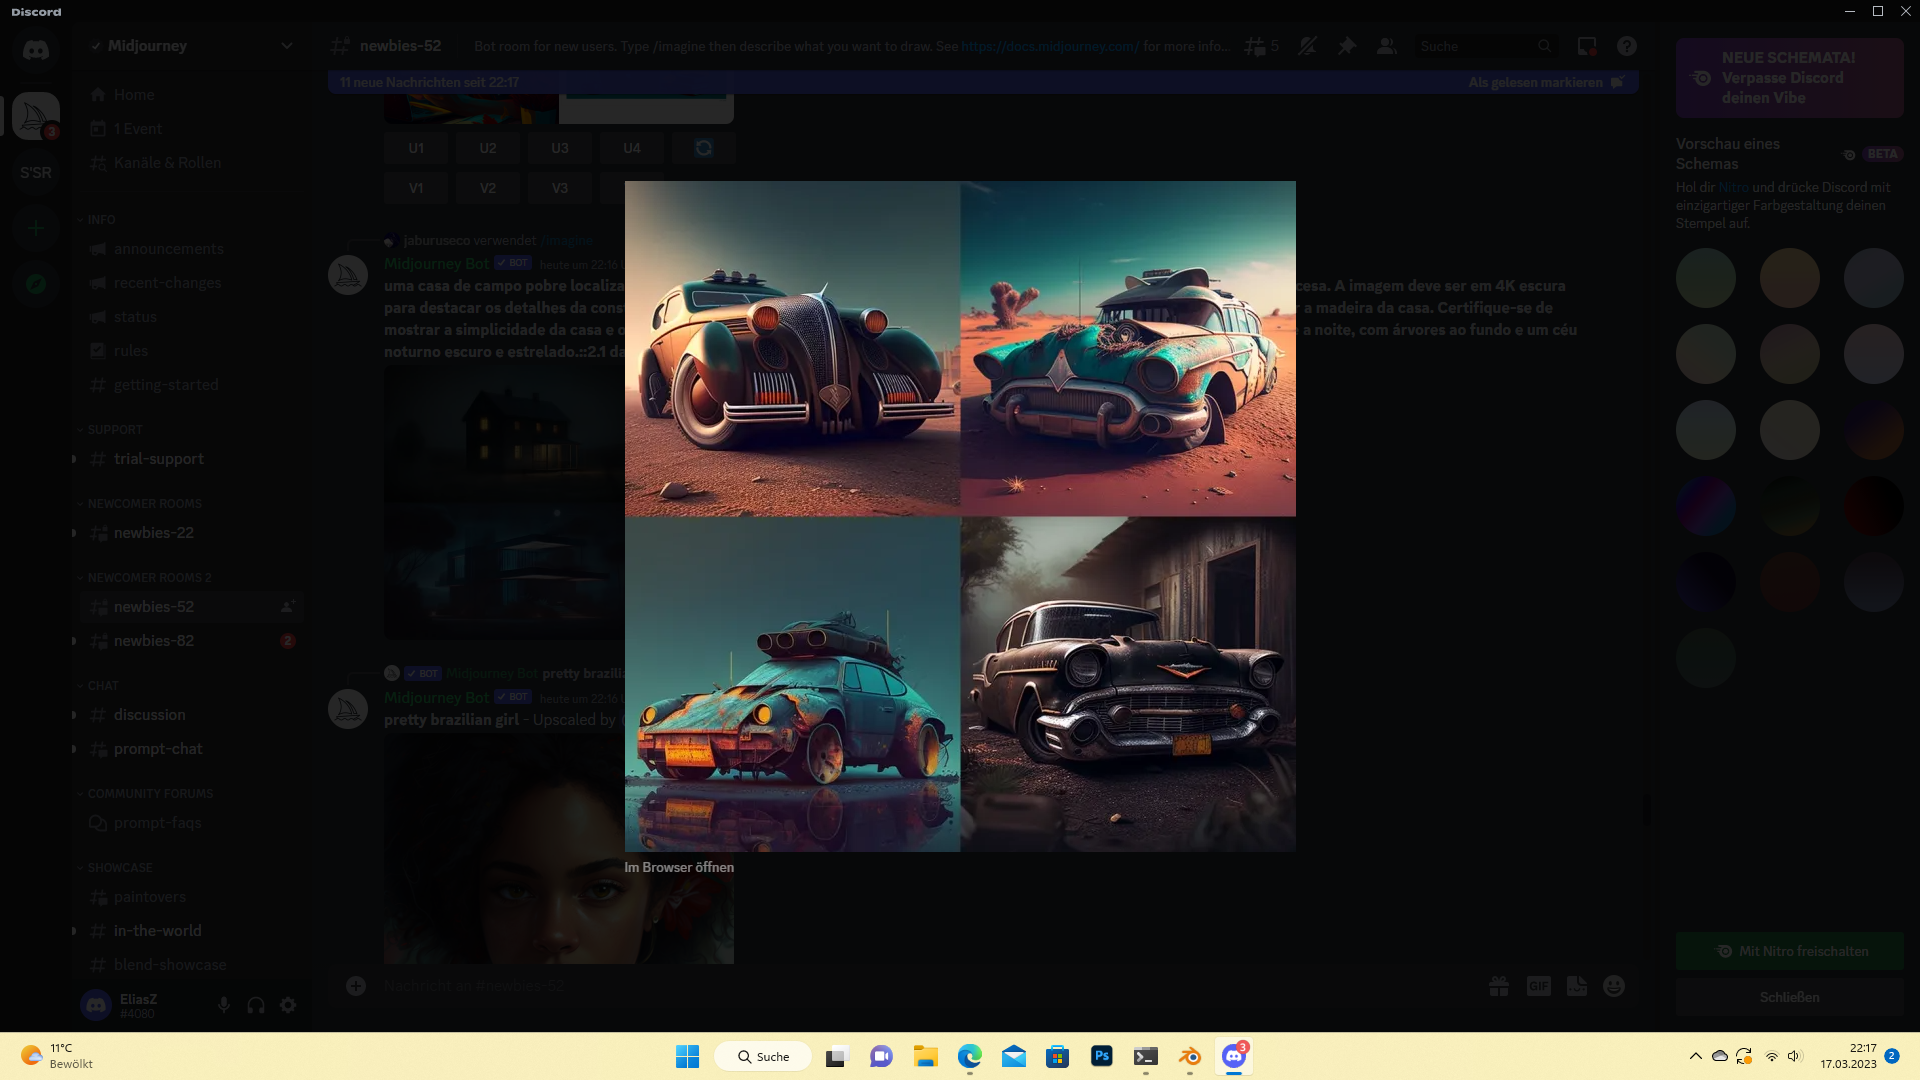 Discord
Midjourney
newbies-52
Bot room for new users. Type /imagine then describe what you want to draw. See https://docs.midjourney.com/ for more info...
5
Suche
11 neue Nachrichten seit 22:17
Als gelesen markieren
NEUE SCHEMATA!
Verpasse Discord
deinen Vibe
Home
1 Event
Kanäle & Rollen
3
S'SR
U1
U2
U3
U4
V1
V2
V3
Vorschau eines
Schemas
BETA
Hol dir Nitro und drücke Discord mit
einzigartiger Farbgestaltung deinen
Stempel auf.
INFO
announcements
recent-changes
status
rules
getting-started
jaburuseco verwendet /imagine
Midjourney Bot BOT heute um 22:16
uma casa de campo pobre localiza
cesa. A imagem deve ser em 4K escura
para destacar os detalhes da cons
r a madeira da casa. Certifique-se de
mostrar a simplicidade da casa e o
e a noite, com árvores ao fundo e um céu
noturno escuro e estrelado.::2.1 da
SUPPORT
trial-support
NEWCOMER ROOMS
newbies-22
NEWCOMER ROOMS 2
newbies-52
newbies-82
2
CHAT
discussion
prompt-chat
COMMUNITY FORUMS
prompt-faqs
SHOWCASE
paintovers
in-the-world
blend-showcase
BOT Midjourney Bot pretty brazili
Midjourney Bot BOT heute um 22:16
pretty brazilian girl - Upscaled by
Im Browser öffnen
Nachricht an #newbies-52
GIF
EliasZ
#4080
Mit Nitro freischalten
Schließen
11°C
Bewölkt
Suche
Ps
3
22:17
17.03.2023
2